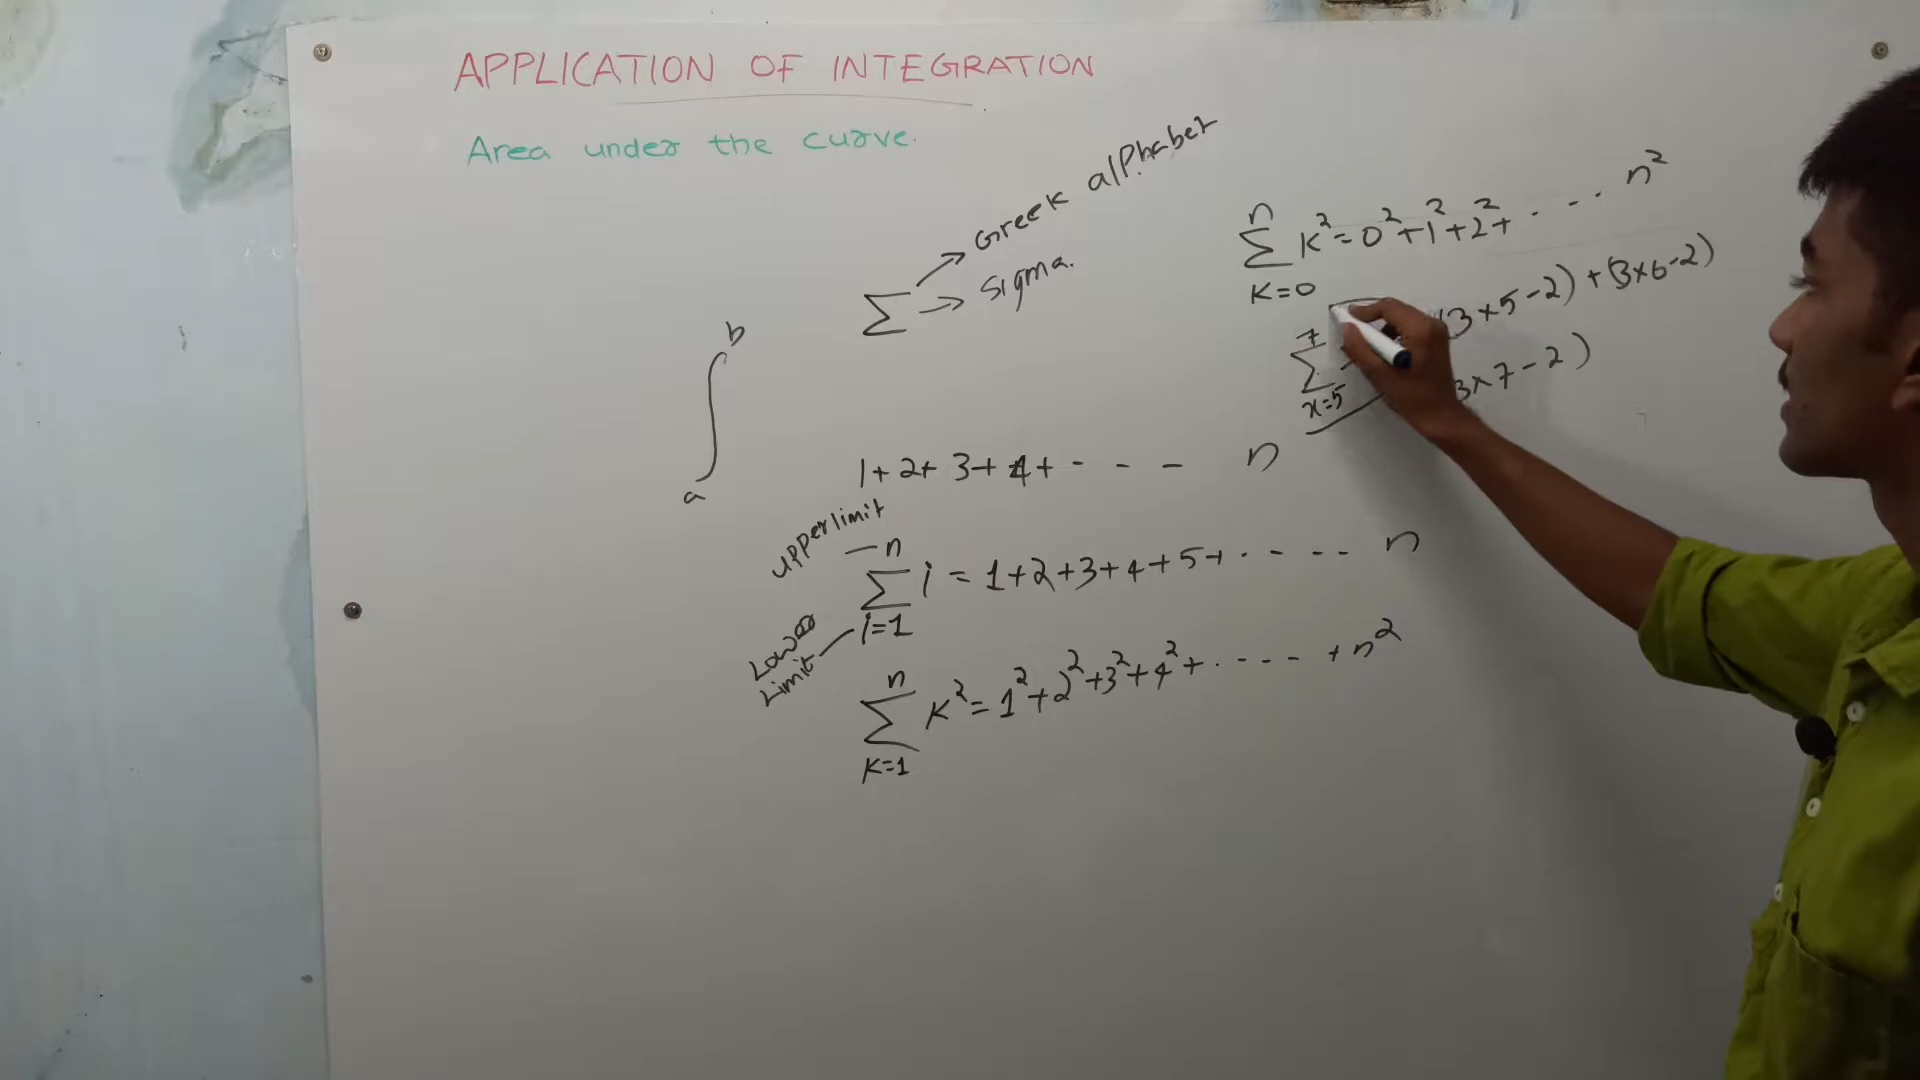 APPLICATION OF INTEGRATION
Area under the curve.
∑ → Greek alphabet
→ Sigma.
∫ b a
n ∑ K=0 K² = 0² + 1² + 2² + . - - . n²
7 ∑ x=5 (3×5-2) + (3×6-2)
3×7-2)
1+2+ 3+ 4+ - - - n
upper limit
n ∑ i=1 i = 1+2+3+4+5+ . - - - n
Lower
Limit
n ∑ K=1 K² = 1² + 2² + 3² + 4² + . - - - + n²